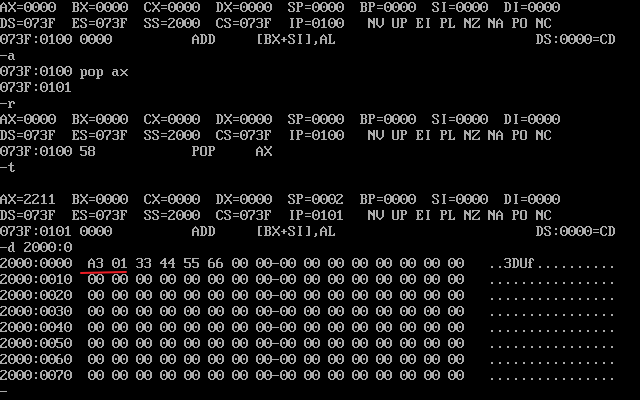 AX=0000  BX=0000  CX=0000  DX=0000  SP=0000  BP=0000  SI=0000  DI=0000
DS=073F  ES=073F  SS=2000  CS=073F  IP=0100   NV UP EI PL NZ NA PO NC
073F:0100 0000          ADD     [BX+SI],AL                         DS:0000=CD
-a
073F:0100 pop ax
073F:0101
-r
AX=0000  BX=0000  CX=0000  DX=0000  SP=0000  BP=0000  SI=0000  DI=0000
DS=073F  ES=073F  SS=2000  CS=073F  IP=0100   NV UP EI PL NZ NA PO NC
073F:0100 58            POP     AX
-t
AX=2211  BX=0000  CX=0000  DX=0000  SP=0002  BP=0000  SI=0000  DI=0000
DS=073F  ES=073F  SS=2000  CS=073F  IP=0101   NV UP EI PL NZ NA PO NC
073F:0101 0000          ADD     [BX+SI],AL                         DS:0000=CD
-d 2000:0
2000:0000  A3 01 33 44 55 66 00 00-00 00 00 00 00 00 00 00   ..3DUf..........
2000:0010  00 00 00 00 00 00 00 00-00 00 00 00 00 00 00 00   ................
2000:0020  00 00 00 00 00 00 00 00-00 00 00 00 00 00 00 00   ................
2000:0030  00 00 00 00 00 00 00 00-00 00 00 00 00 00 00 00   ................
2000:0040  00 00 00 00 00 00 00 00-00 00 00 00 00 00 00 00   ................
2000:0050  00 00 00 00 00 00 00 00-00 00 00 00 00 00 00 00   ................
2000:0060  00 00 00 00 00 00 00 00-00 00 00 00 00 00 00 00   ................
2000:0070  00 00 00 00 00 00 00 00-00 00 00 00 00 00 00 00   ................
-